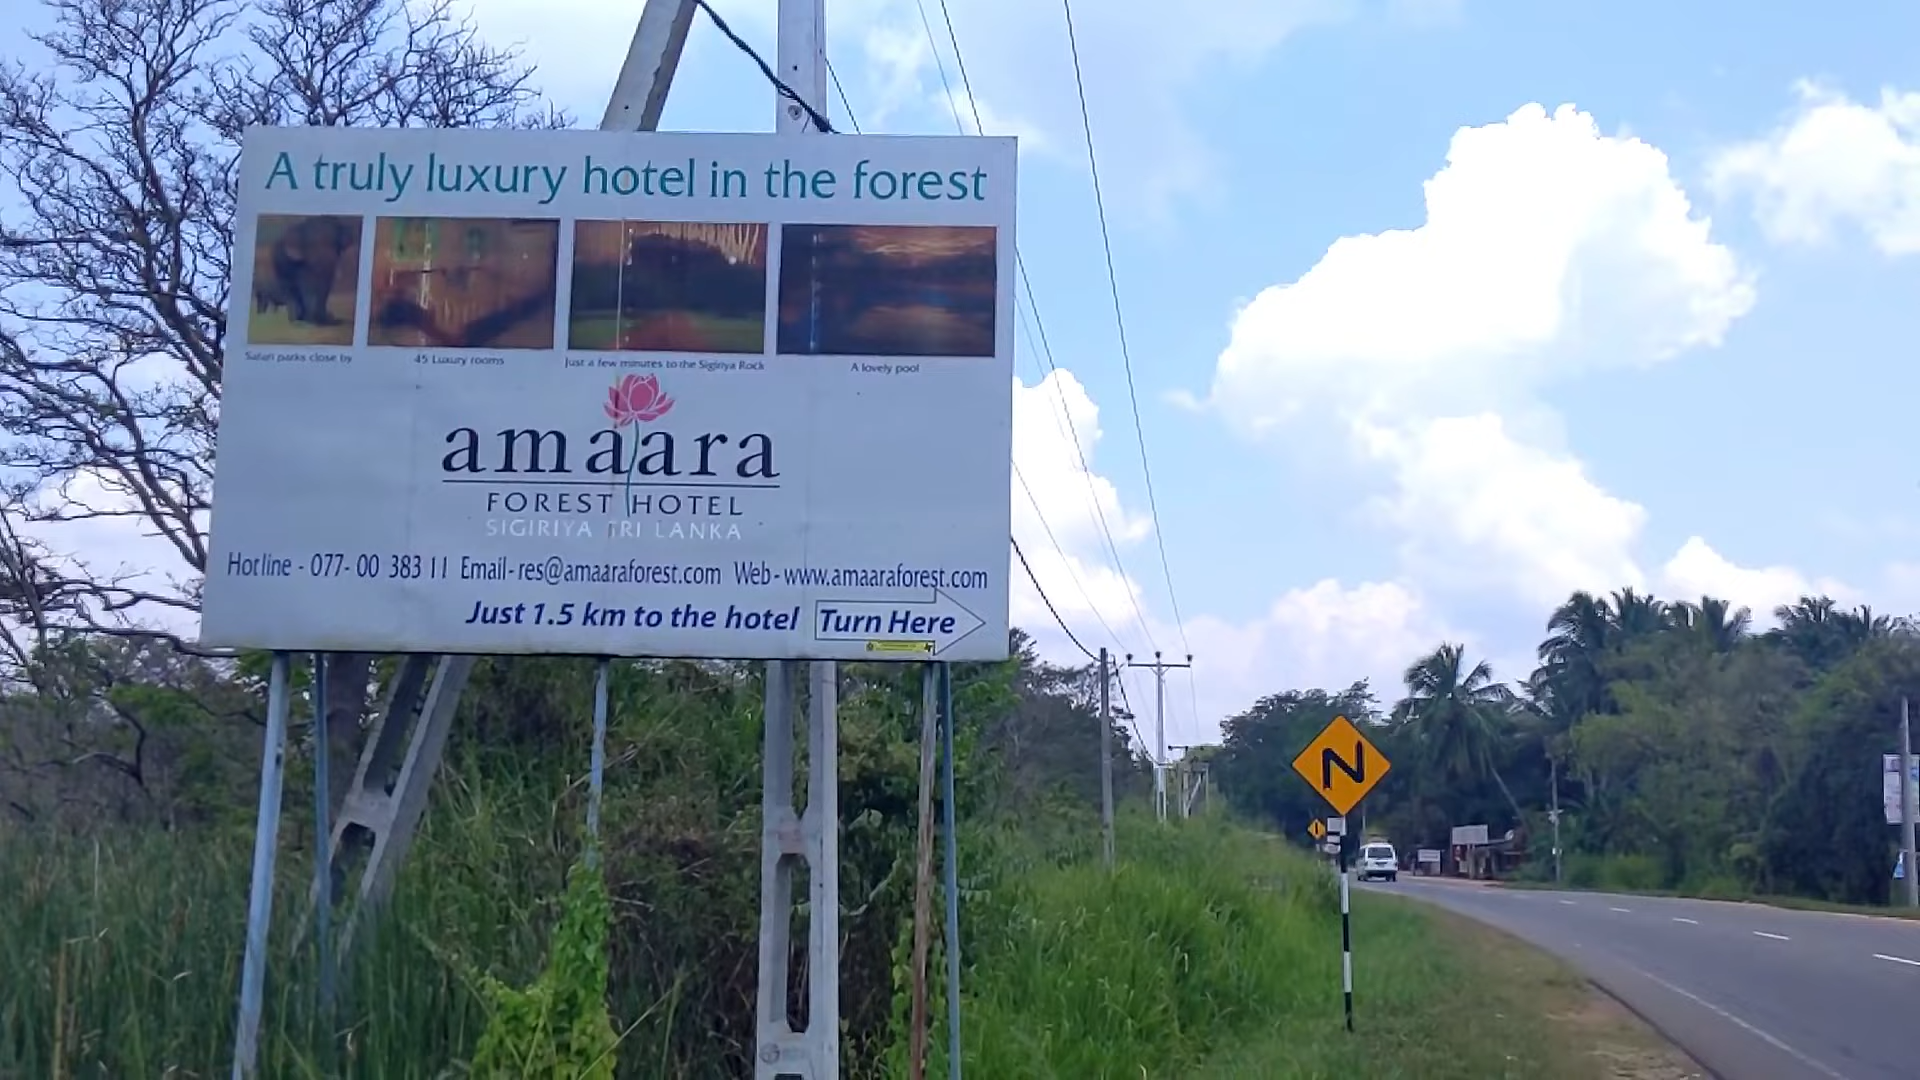 A truly luxury hotel in the forest
Safari parks close by
45 Luxury rooms
Just a few minutes to the Sigiriya Rock
A lovely pool
amaara
FOREST HOTEL
SIGIRIYA SRI LANKA
Hotline - 077- 00 383 11 Email-res@amaaraforest.com Web-www.amaaraforest.com
Just 1.5 km to the hotel Turn Here